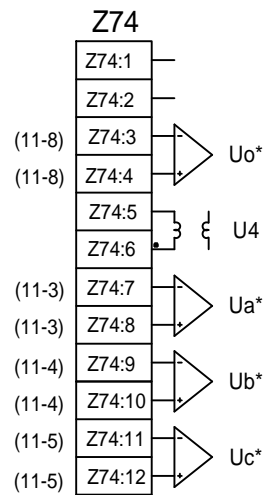 Z74
Z74:1
Z74:2
(11-8) Z74:3 -
Uo*
(11-8) Z74:4 +
Z74:5
U4
Z74:6
(11-3) Z74:7 -
Ua*
(11-3) Z74:8 +
(11-4) Z74:9 -
Ub*
(11-4) Z74:10 +
(11-5) Z74:11 -
Uc*
(11-5) Z74:12 +